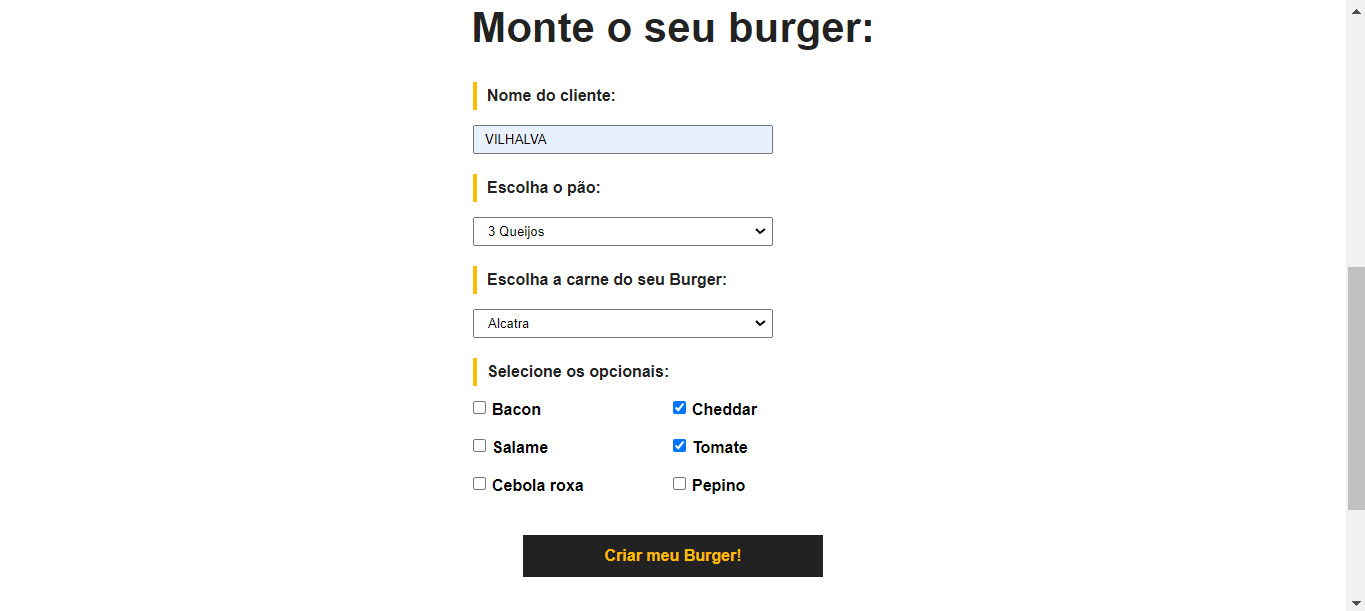 Monte o seu burger:
Nome do cliente:
VILHALVA
Escolha o pão:
3 Queijos
Escolha a carne do seu Burger:
Alcatra
Selecione os opcionais:
Bacon
Cheddar
Salame
Tomate
Cebola roxa
Pepino
Criar meu Burger!